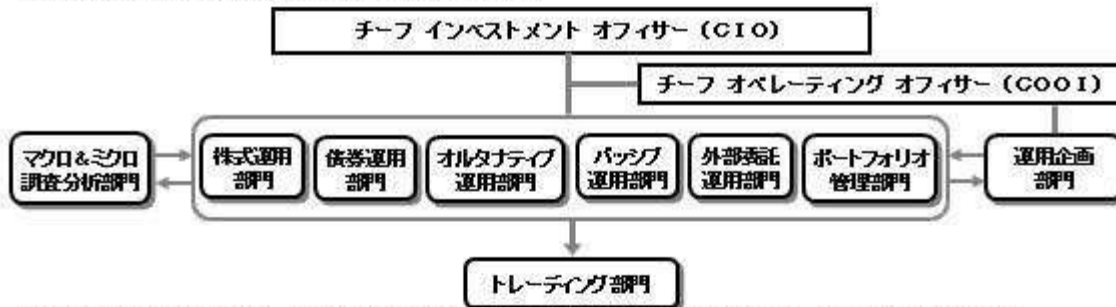 チーフ インベストメント オフィサー (CIO)
チーフ オペレーティング オフィサー (COOI)
マクロ&ミクロ
調査分析部門
株式運用
部門
債券運用
部門
オルタナティブ
運用部門
パッシブ
運用部門
外部委託
運用部門
ポートフォリオ
管理部門
運用企画
部門
トレーディング部門